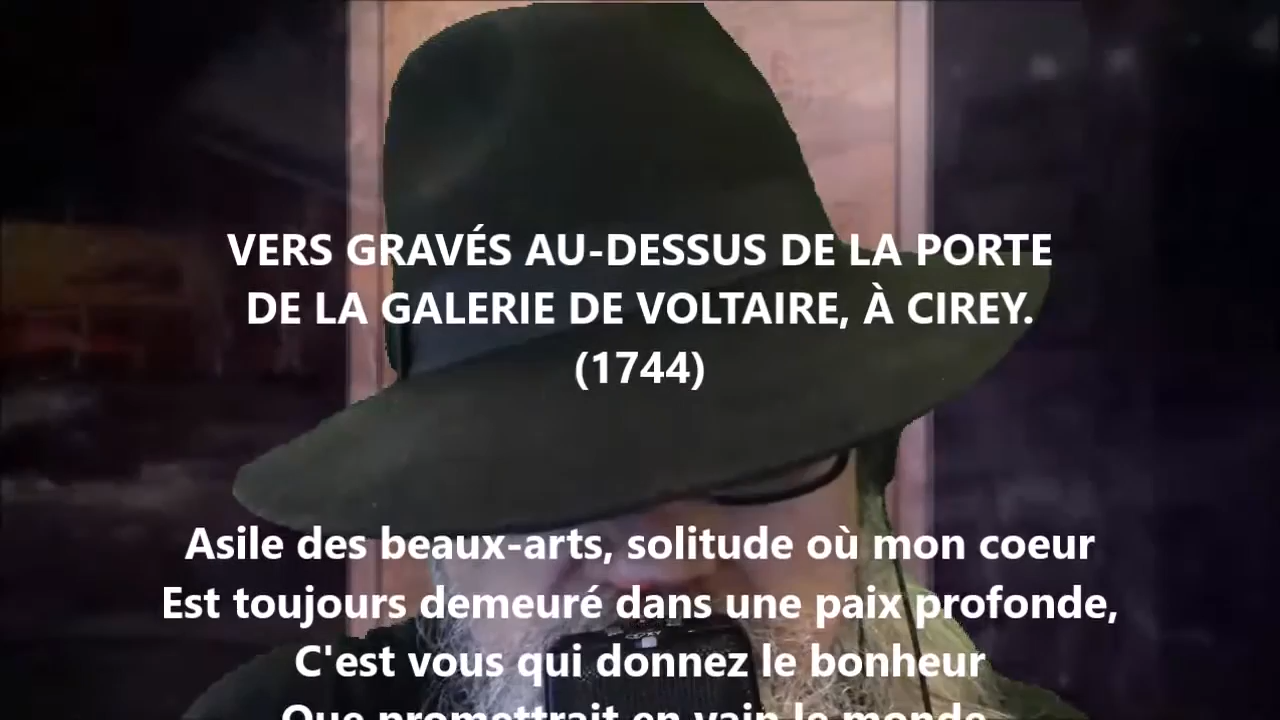 VERS GRAVÉS AU-DESSUS DE LA PORTE
DE LA GALERIE DE VOLTAIRE, À CIREY.
(1744)
Asile des beaux-arts, solitude où mon coeur
Est toujours demeuré dans une paix profonde,
C'est vous qui donnez le bonheur
Que promettrait en vain le monde.